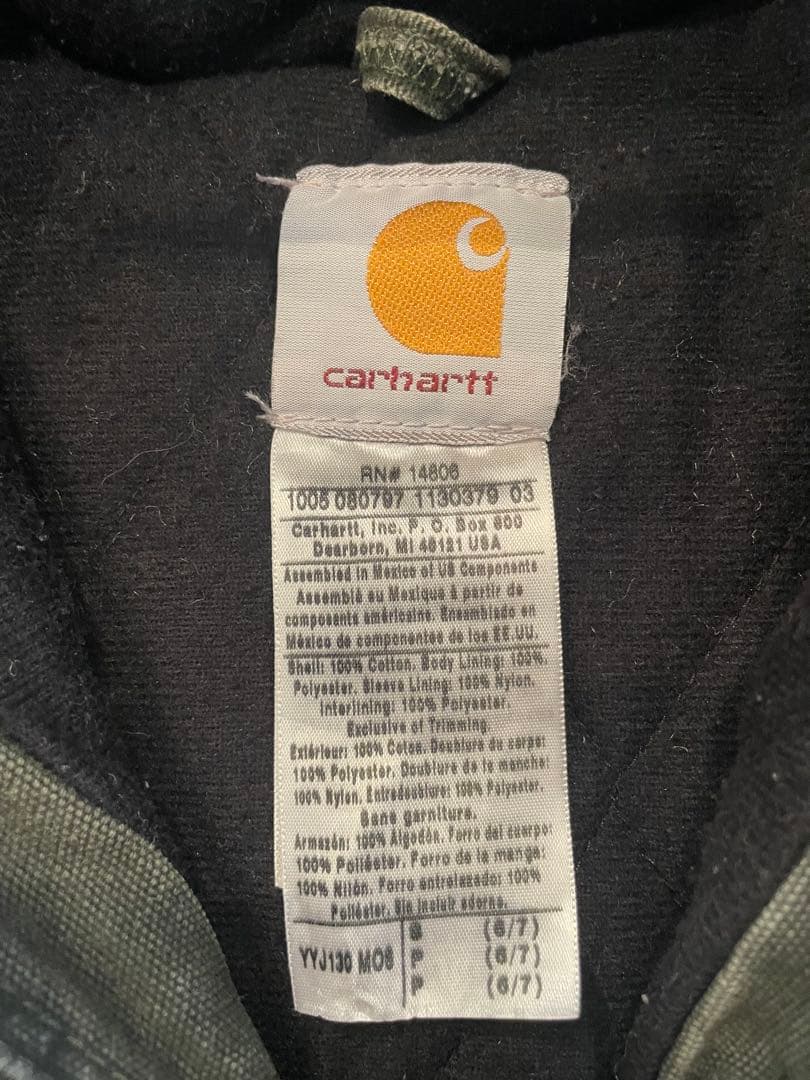 carhartt
RN# 14806
1005 080797 1130379 03
Carhartt, Inc. P. O. Box 600
Dearborn, MI 48121 USA
Assembled in Mexico of US Components
Assemblé au Mexique à partir de
composants américains. Ensamblado en
México de componentes de los EE.UU.
Shell: 100% Cotton. Body Lining: 100%
Polyester. Sleeve Lining: 100% Nylon.
Interlining: 100% Polyester.
Exclusive of Trimming
Extérieur: 100% Coton. Doublure du corps:
100% Polyester. Doublure de la manche:
100% Nylon. Entredoublure: 100% Polyester.
Sans garniture.
Armazón: 100% Algodón. Forro del cuerpo:
100% Poliéster. Forro de la manga:
100% Nilón. Forro entrelazado: 100%
Poliéster. Sin incluir adorno.
YYJ130 MOS
S (6/7)
P (6/7)
P (6/7)